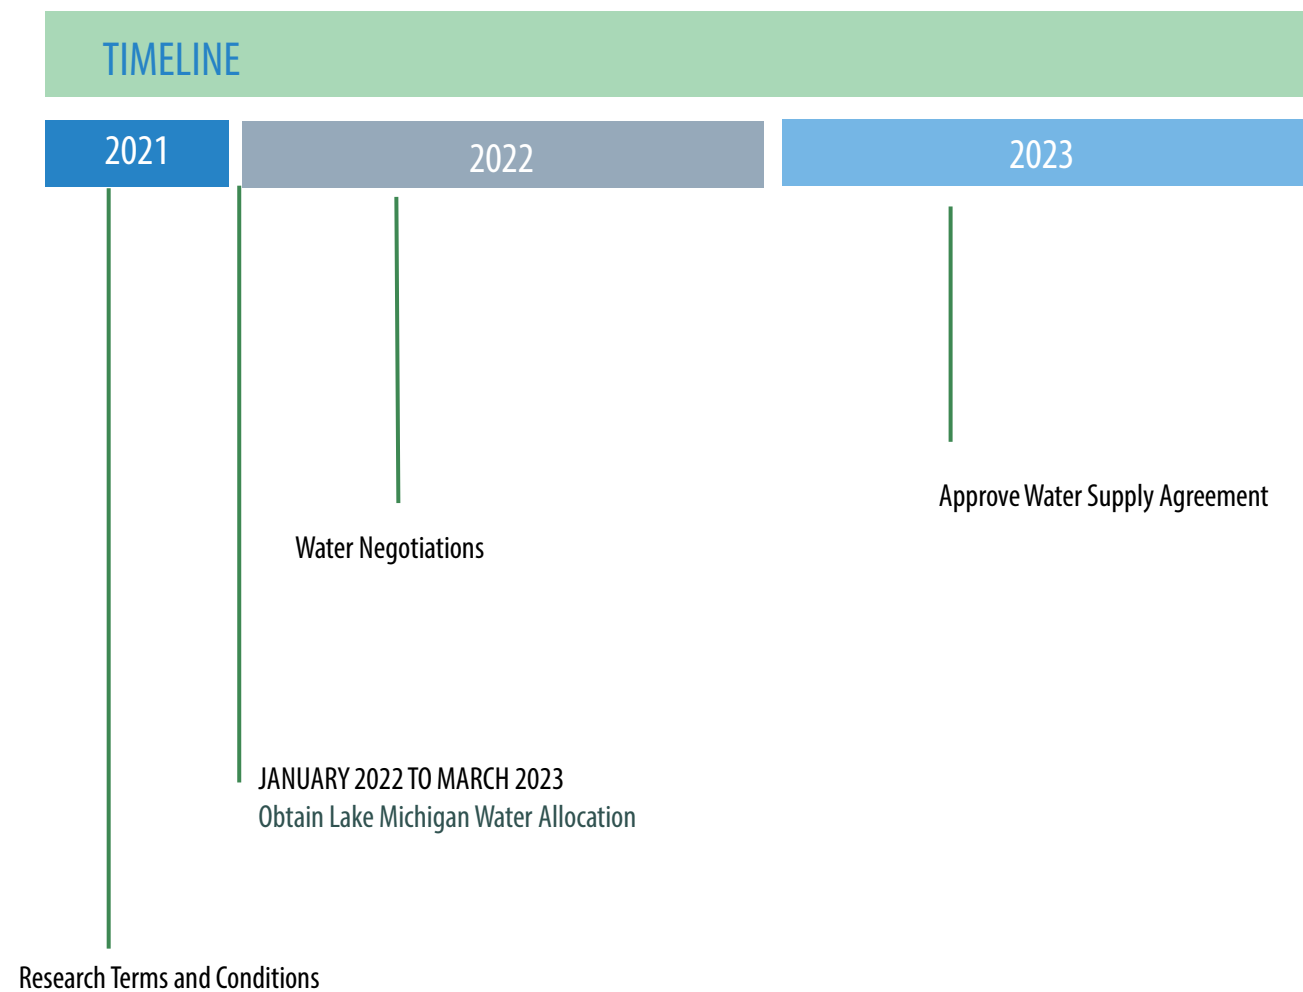 TIMELINE
2021
2022
2023
Approve Water Supply Agreement
Water Negotiations
JANUARY 2022 TO MARCH 2023
Obtain Lake Michigan Water Allocation
Research Terms and Conditions